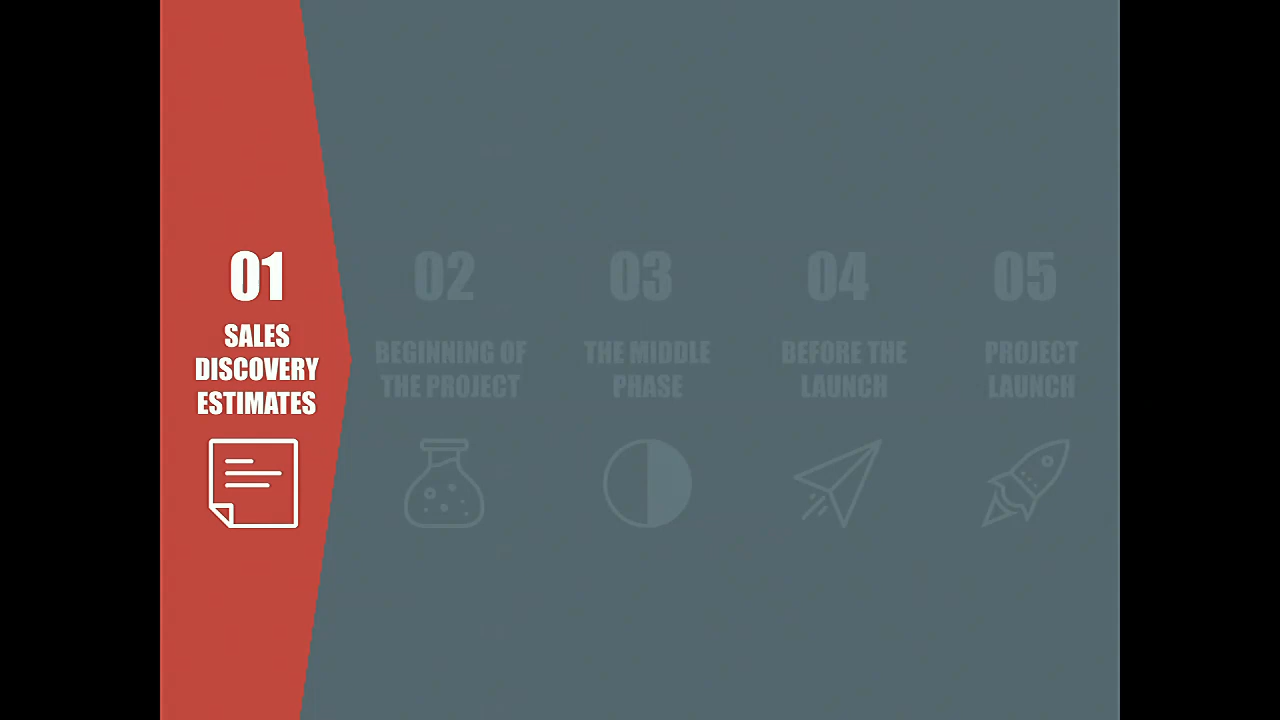 01
SALES
DISCOVERY
ESTIMATES
02
BEGINNING OF
THE PROJECT
03
THE MIDDLE
PHASE
04
BEFORE THE
LAUNCH
05
PROJECT
LAUNCH